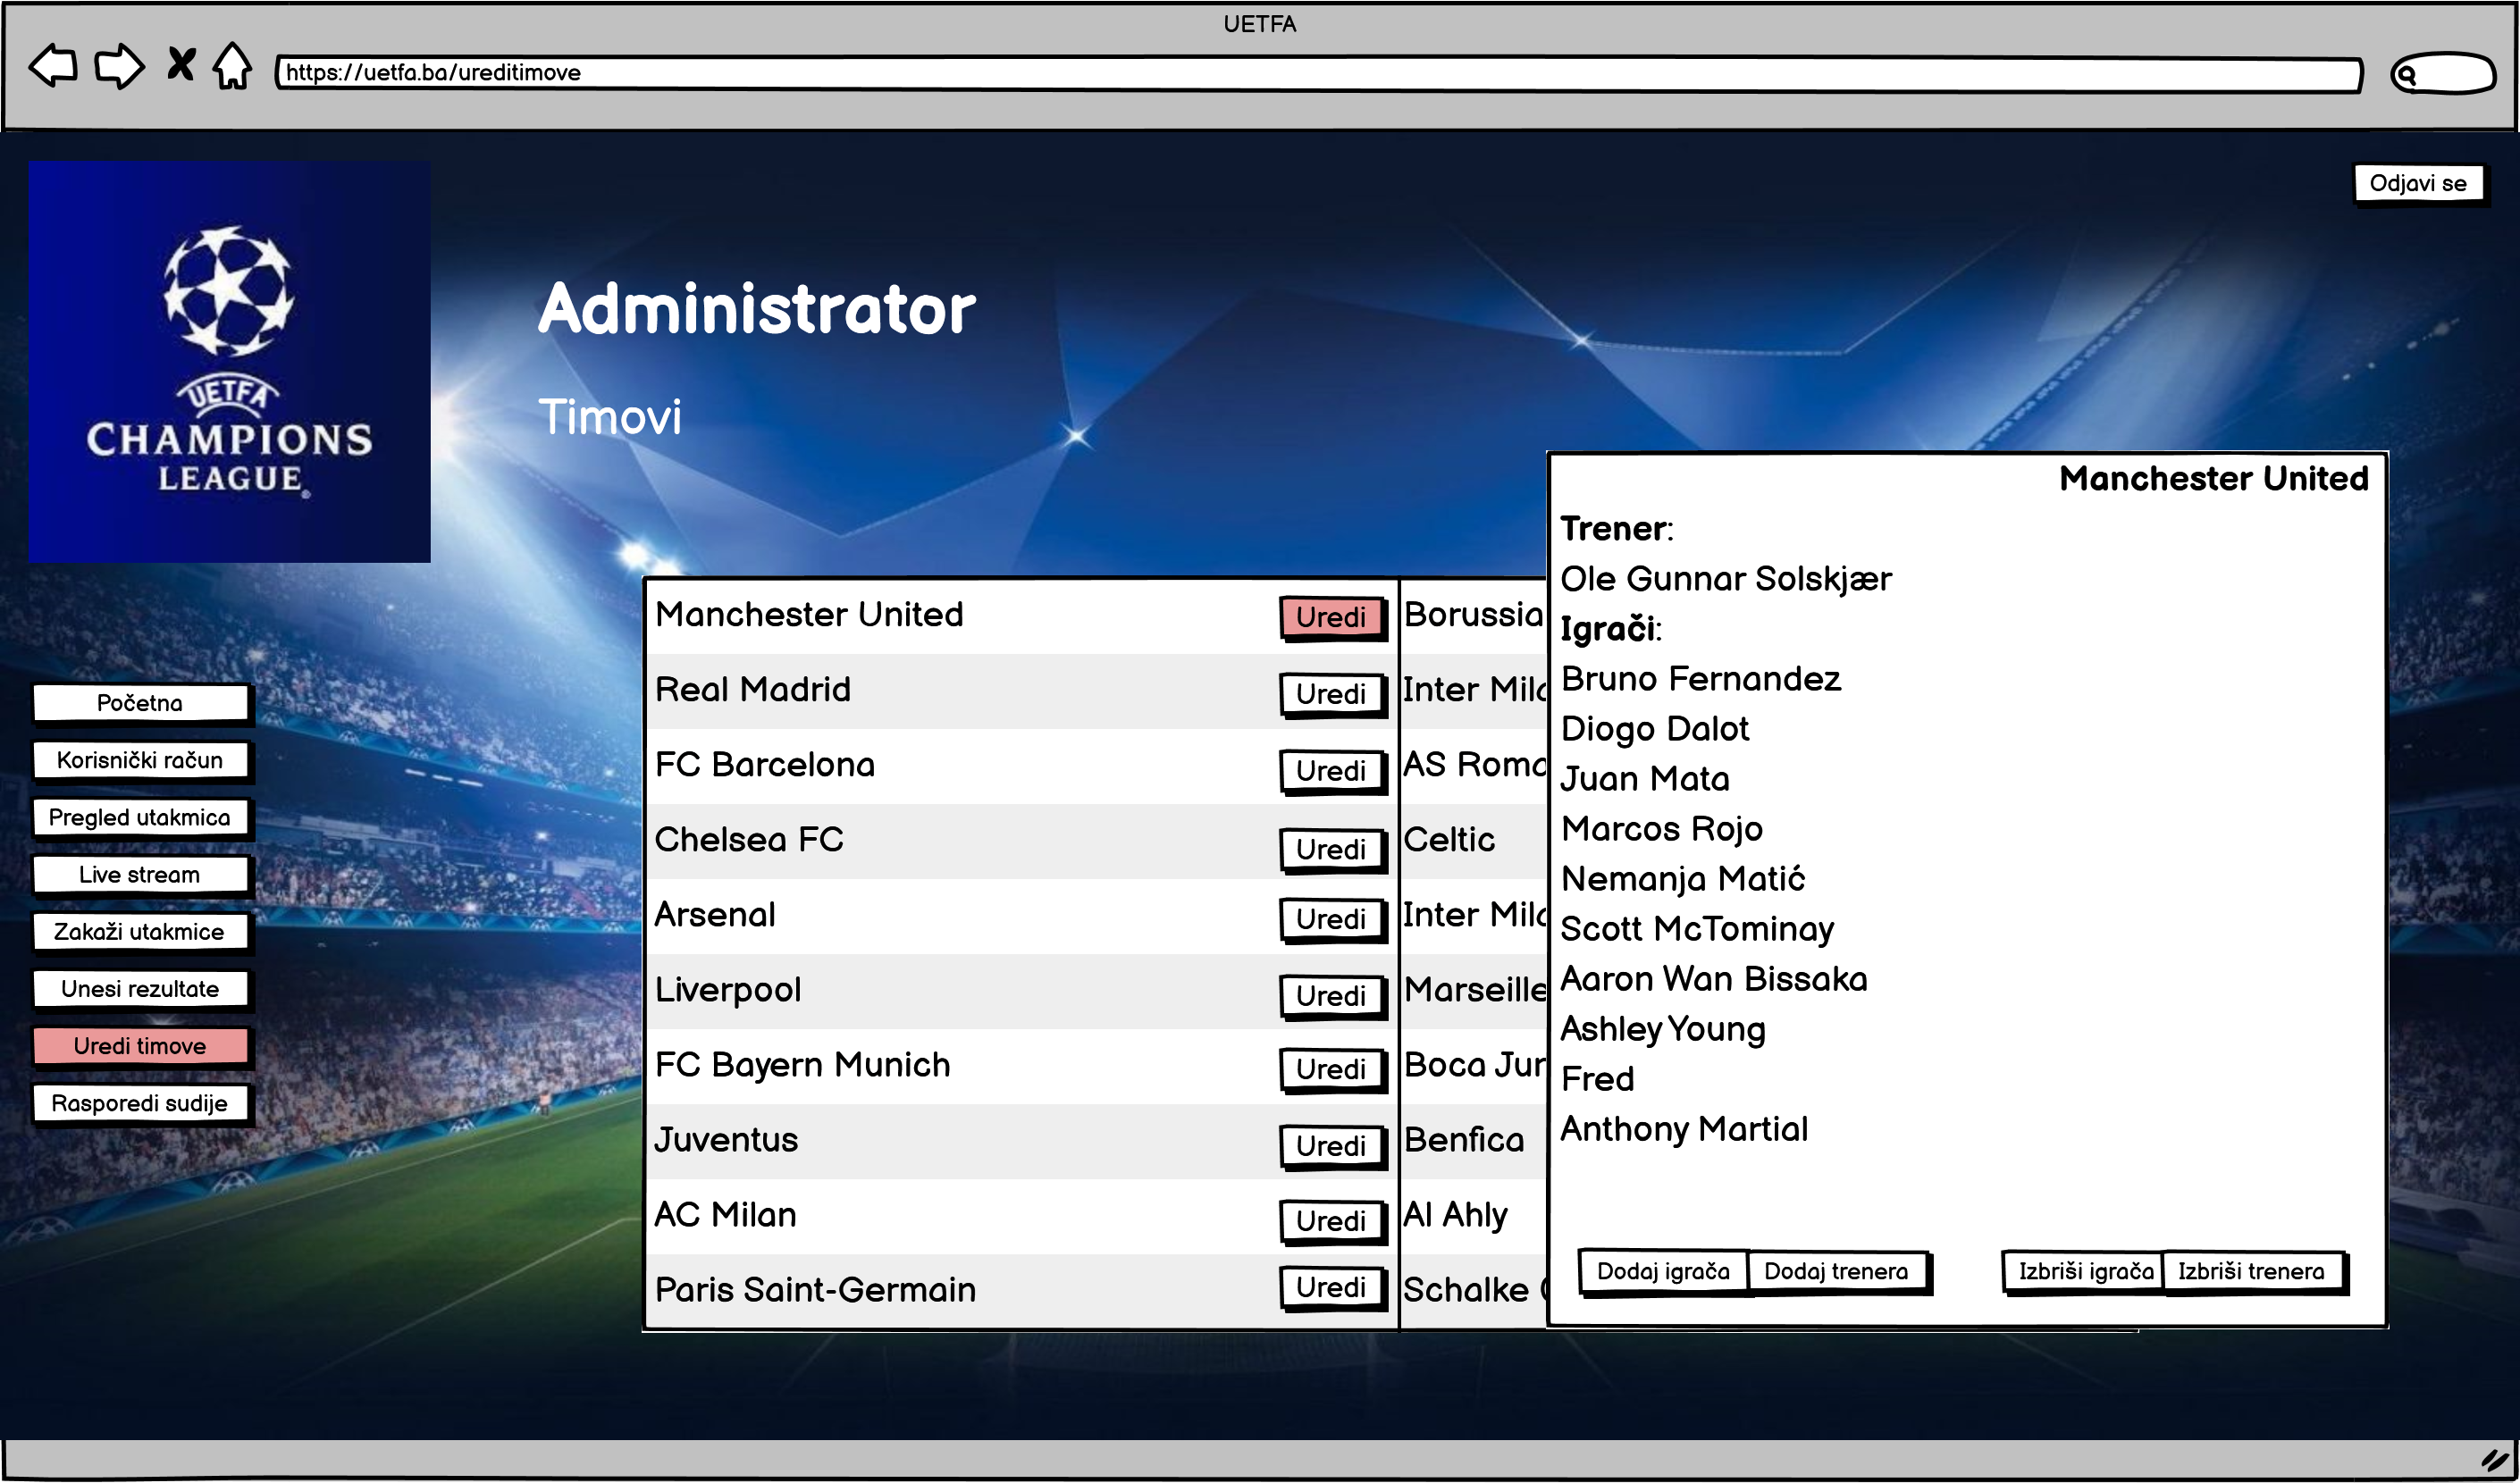 UETFA
https://uetfa.ba/ureditimove
Odjavi se
UETFA
CHAMPIONS
LEAGUE®
Administrator
Timovi
Početna
Korisnički račun
Pregled utakmica
Live stream
Zakaži utakmice
Unesi rezultate
Uredi timove
Rasporedi sudije
Manchester United Uredi Borussia
Real Madrid Uredi Inter
FC Barcelona Uredi AS
Chelsea FC Uredi Celtic
Arsenal Uredi Inter
Liverpool Uredi Marseille
FC Bayern Munich Uredi Boca
Juventus Uredi Benfica
AC Milan Uredi Al Ahly
Paris Saint-Germain Uredi Schalke
Manchester United
Trener:
Ole Gunnar Solskjær
Igrači:
Bruno Fernandez
Diogo Dalot
Juan Mata
Marcos Rojo
Nemanja Matić
Scott McTominay
Aaron Wan Bissaka
Ashley Young
Fred
Anthony Martial
Dodaj igrača Dodaj trenera Izbriši igrača Izbriši trenera